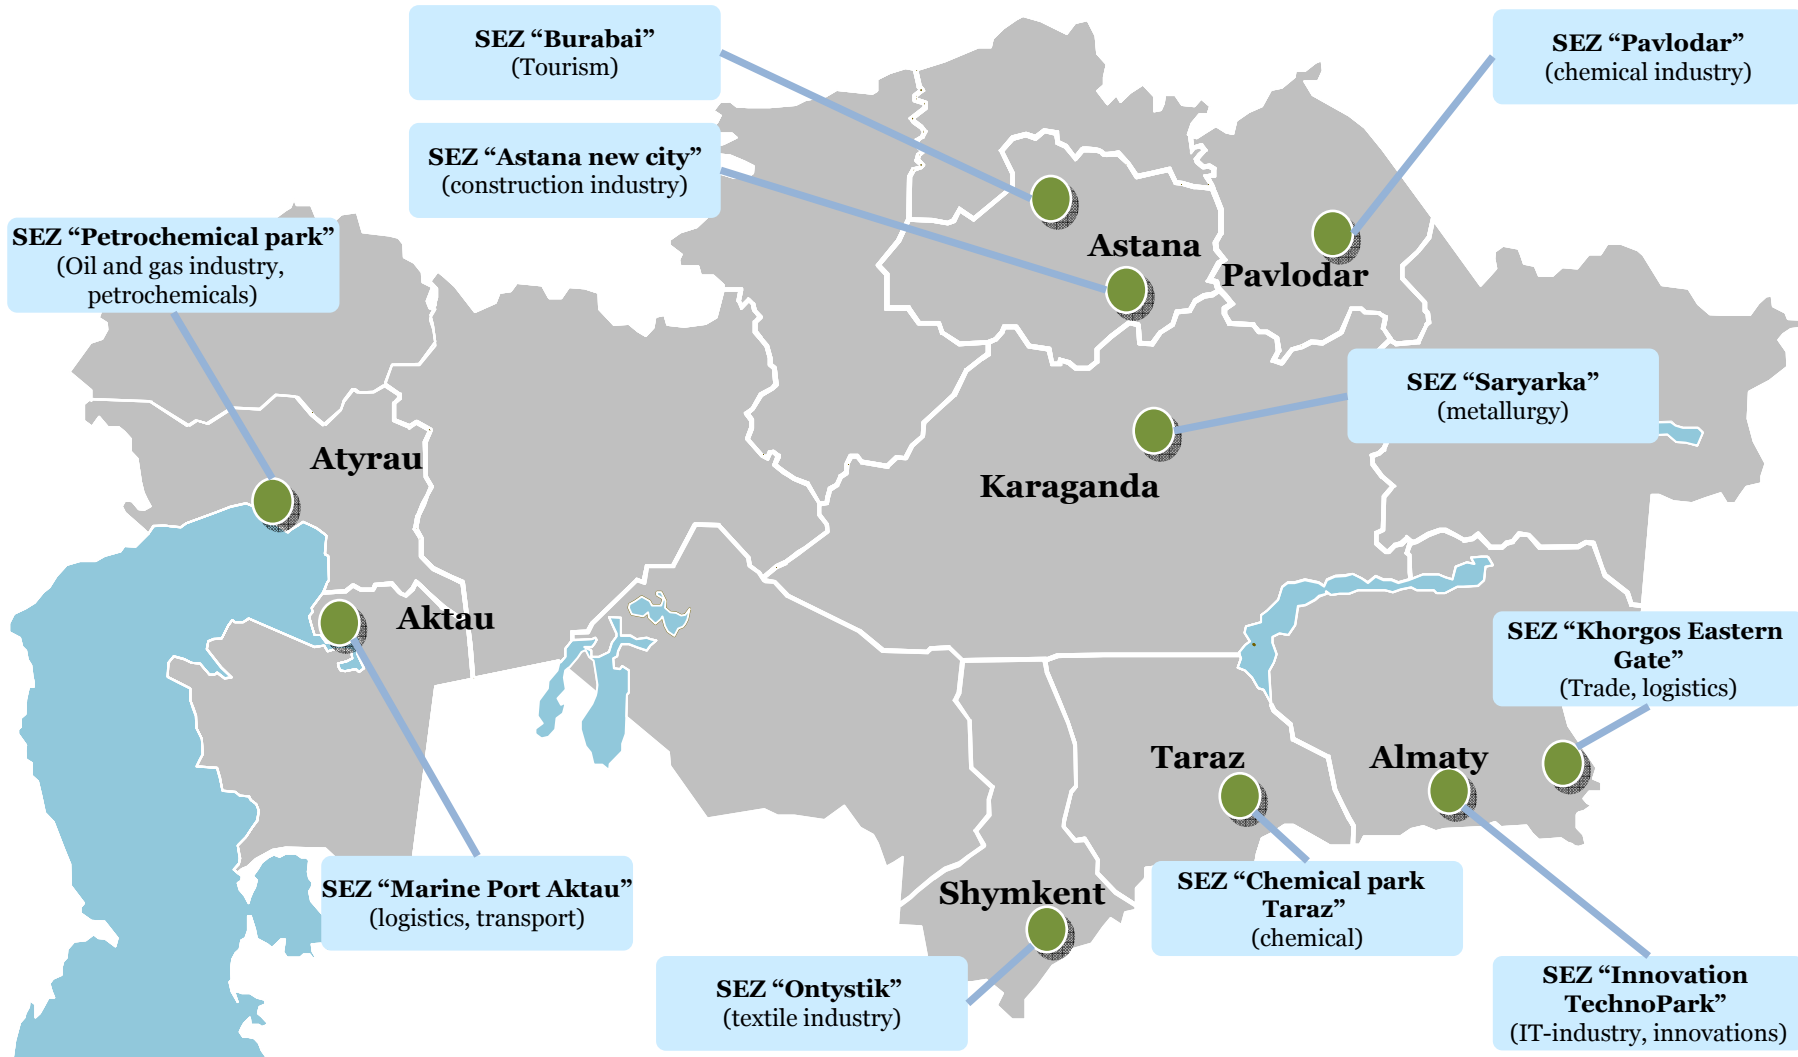 SEZ “Burabai”
(Tourism)
SEZ “Pavlodar”
(chemical industry)
SEZ “Astana new city”
(construction industry)
SEZ “Petrochemical park”
(Oil and gas industry,
petrochemicals)
Astana
Pavlodar
SEZ “Saryarka”
(metallurgy)
Atyrau
Karaganda
Aktau
SEZ “Khorgos Eastern
Gate”
(Trade, logistics)
Taraz
Almaty
SEZ “Marine Port Aktau”
(logistics, transport)
Shymkent
SEZ “Chemical park
Taraz”
(chemical)
SEZ “Ontystik”
(textile industry)
SEZ “Innovation
TechnoPark”
(IT-industry, innovations)